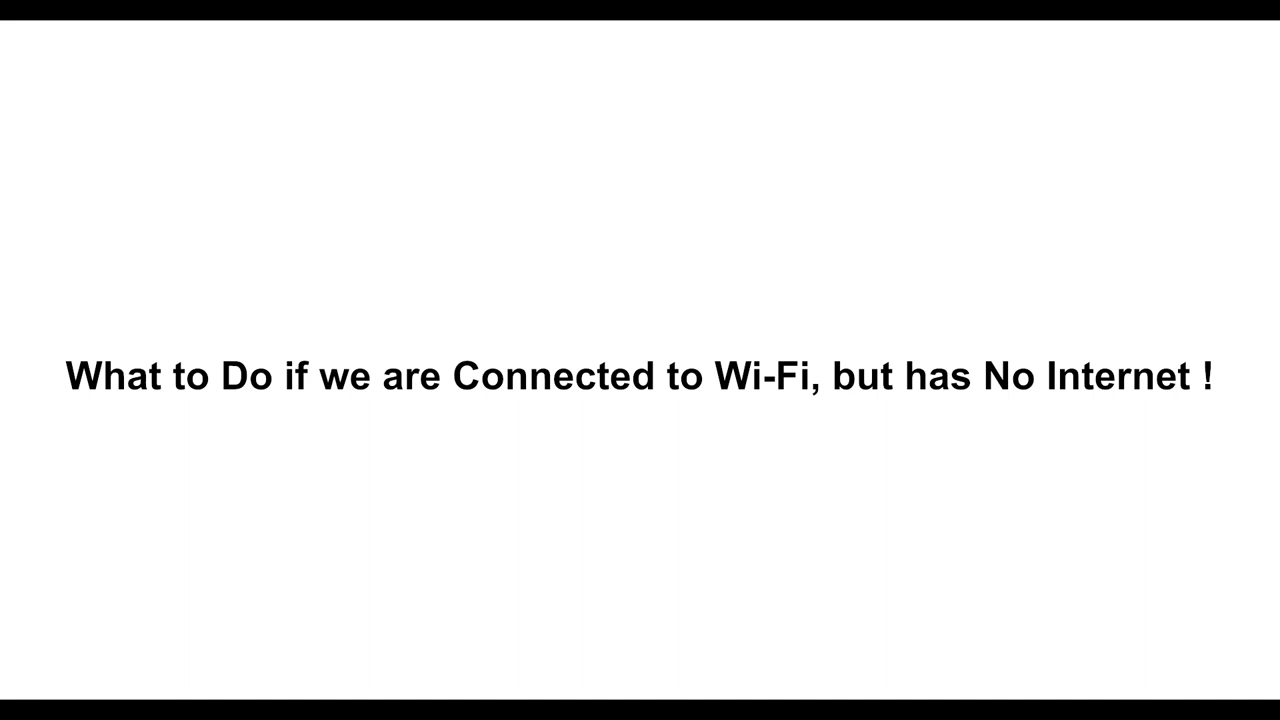 What to Do if we are Connected to Wi-Fi, but has No Internet !